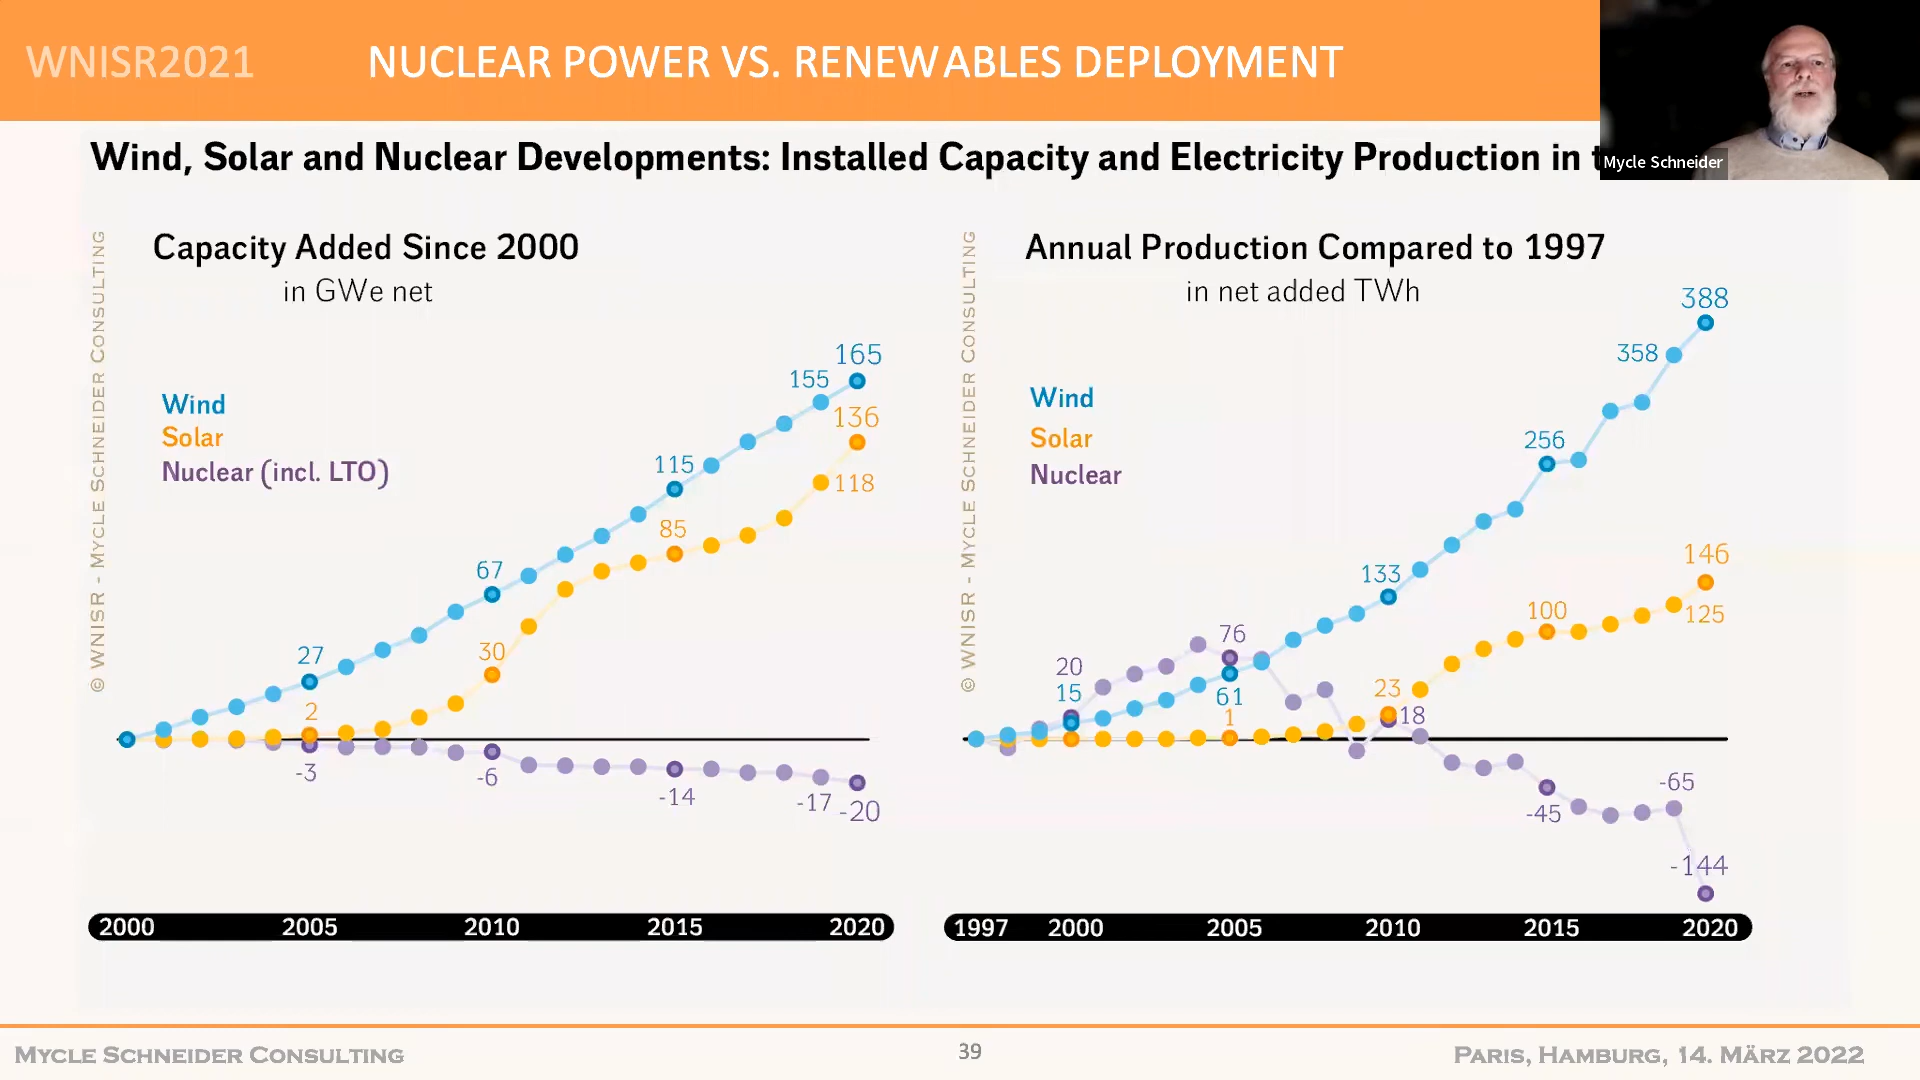 WNISR2021
NUCLEAR POWER VS. RENEWABLES DEPLOYMENT
Mycle Schneider
Wind, Solar and Nuclear Developments: Installed Capacity and Electricity Production in
© WNISR - MYCLE SCHNEIDER CONSULTING
Capacity Added Since 2000
in GWe net
Wind
Solar
Nuclear (incl. LTO)
165
155
136
118
115
85
67
30
27
2
-3
-6
-14
-17
-20
2000 2005 2010 2015 2020
© WNISR - MYCLE SCHNEIDER CONSULTING
Annual Production Compared to 1997
in net added TWh
Wind
Solar
Nuclear
388
358
256
146
125
100
133
76
61
1
20
15
23
18
-45
-65
-144
1997 2000 2005 2010 2015 2020
MYCLE SCHNEIDER CONSULTING
39
PARIS, HAMBURG, 14. MÄRZ 2022